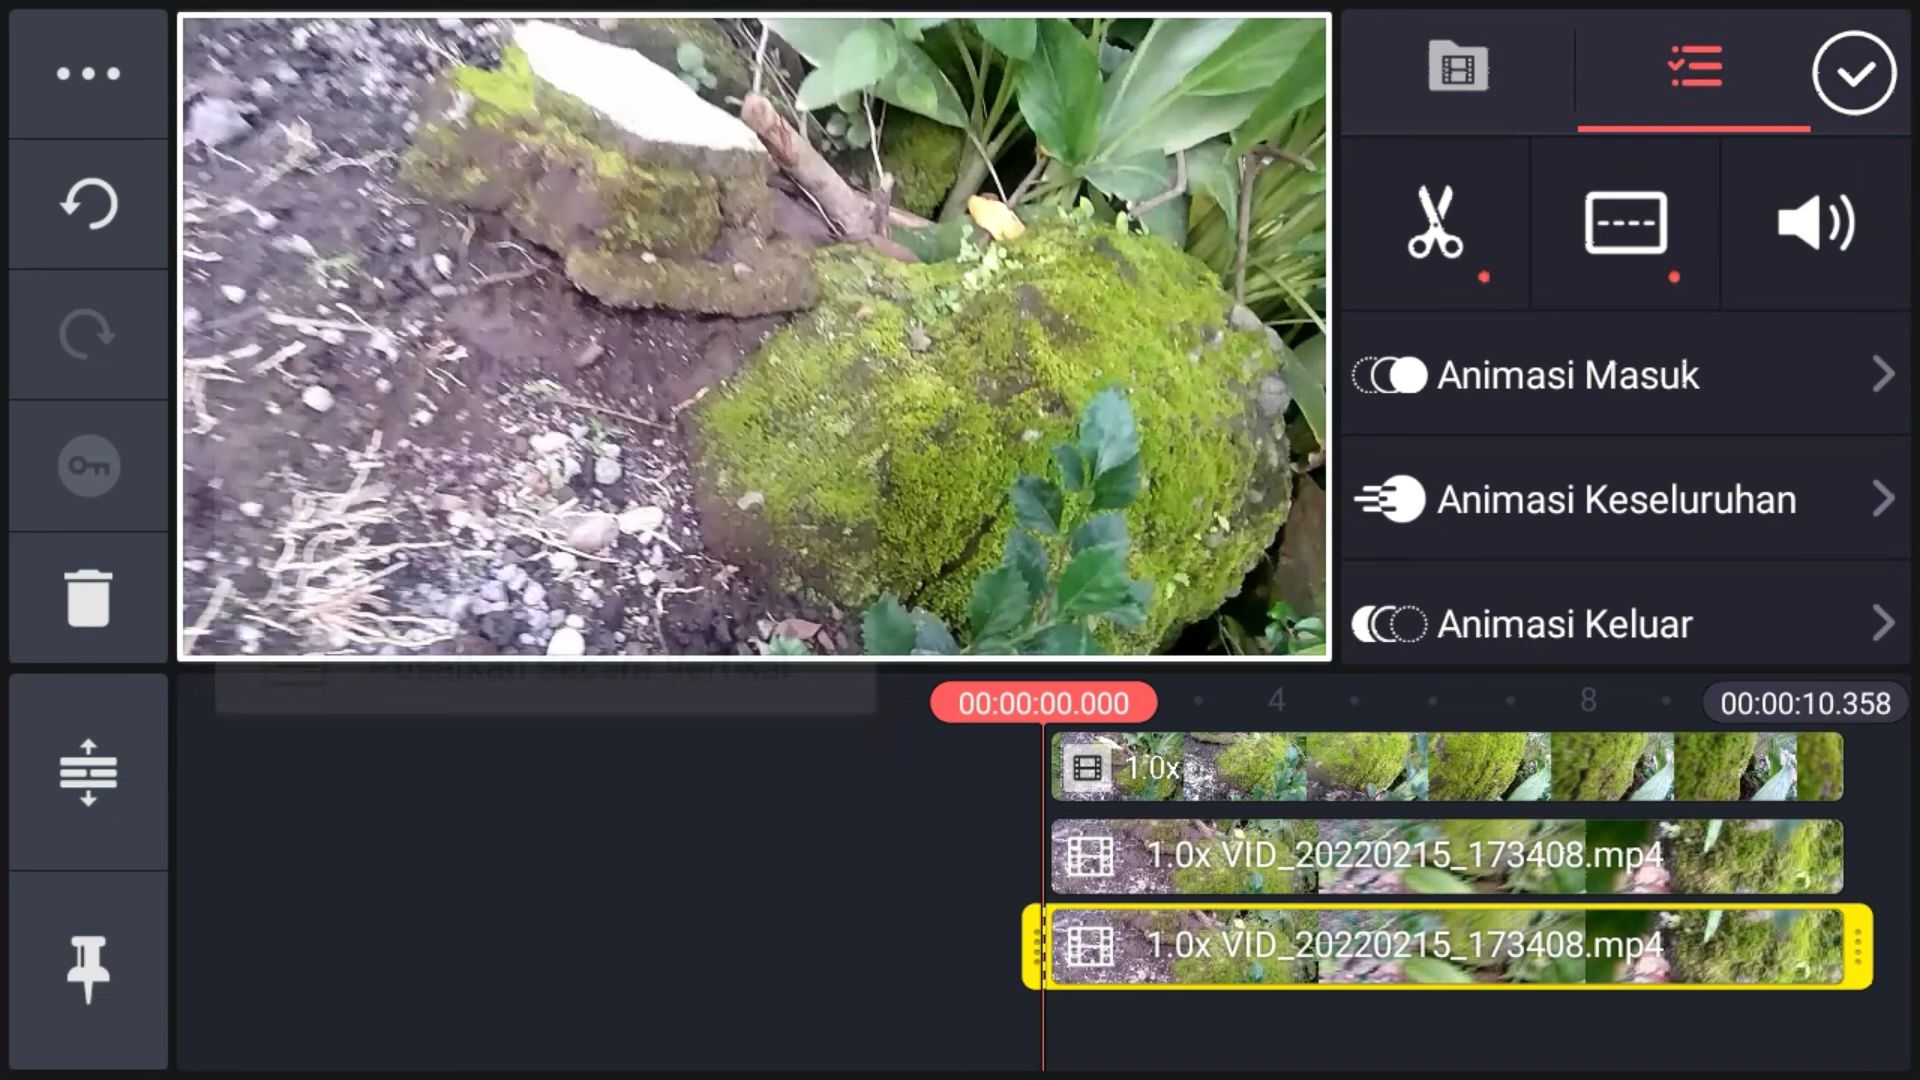 Animasi Masuk
Animasi Keseluruhan
Animasi Keluar
00:00:00.000
4
8
00:00:10.358
1.0x
1.0x VID_20220215_173408.mp4
1.0x VID_20220215_173408.mp4